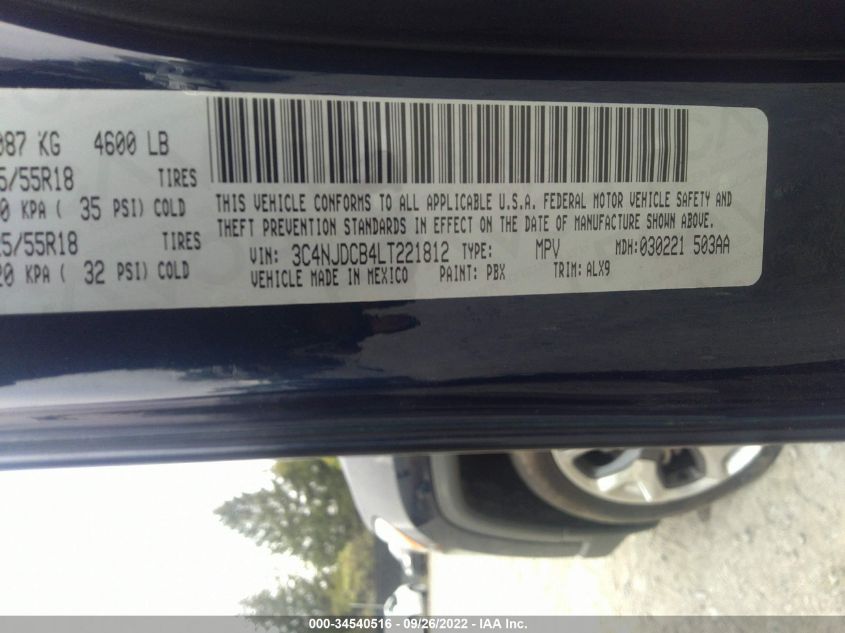 087 KG 4600 LB
5/55R18 TIRES
0 KPA ( 35 PSI) COLD
25/55R18 TIRES
20 KPA ( 32 PSI) COLD
THIS VEHICLE CONFORMS TO ALL APPLICABLE U.S.A. FEDERAL MOTOR VEHICLE SAFETY AND
THEFT PREVENTION STANDARDS IN EFFECT ON THE DATE OF MANUFACTURE SHOWN ABOVE.
VIN: 3C4NJDCB4LT221812 TYPE: MPV MDH:030221 503AA
VEHICLE MADE IN MEXICO PAINT: PBX TRIM: ALX9
000-34540516 - 09/26/2022 - IAA Inc.